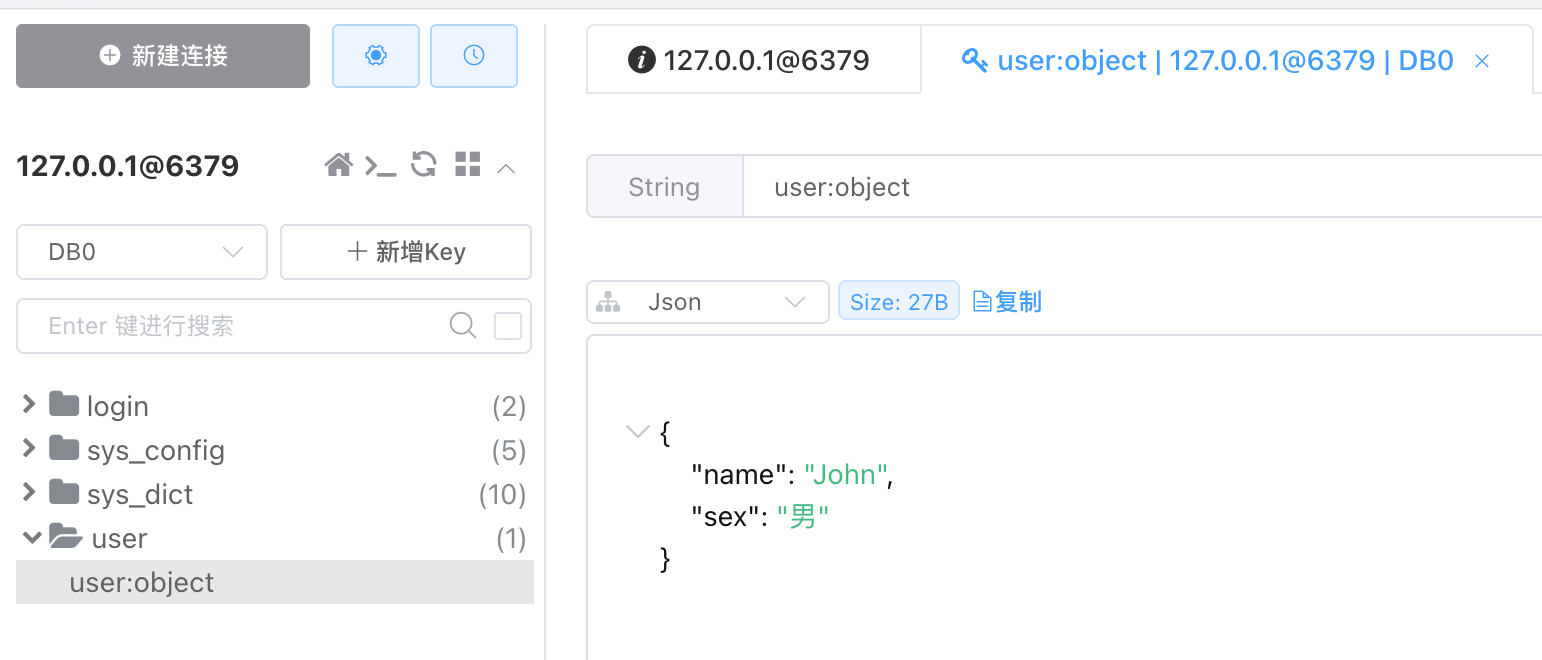 新建连接
127.0.0.1@6379
user:object | 127.0.0.1@6379 | DB0
127.0.0.1@6379
DB0
新增Key
Enter 键进行搜索
login (2)
sys_config (5)
sys_dict (10)
user (1)
user:object
String user:object
Json Size: 27B 复制
{
"name": "John",
"sex": "男"
}